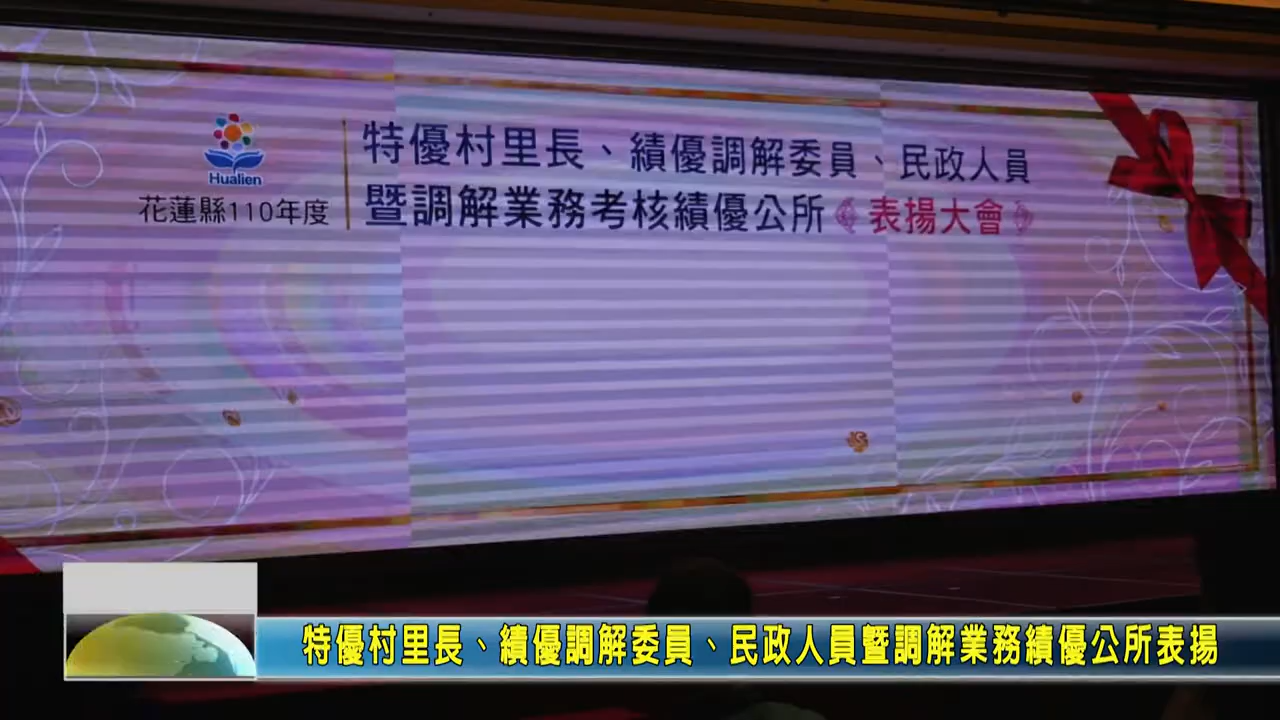 Hualien
花蓮縣110年度
特優村里長、績優調解委員、民政人員
暨調解業務考核績優公所 表揚大會
特優村里長、績優調解委員、民政人員暨調解業務績優公所表揚